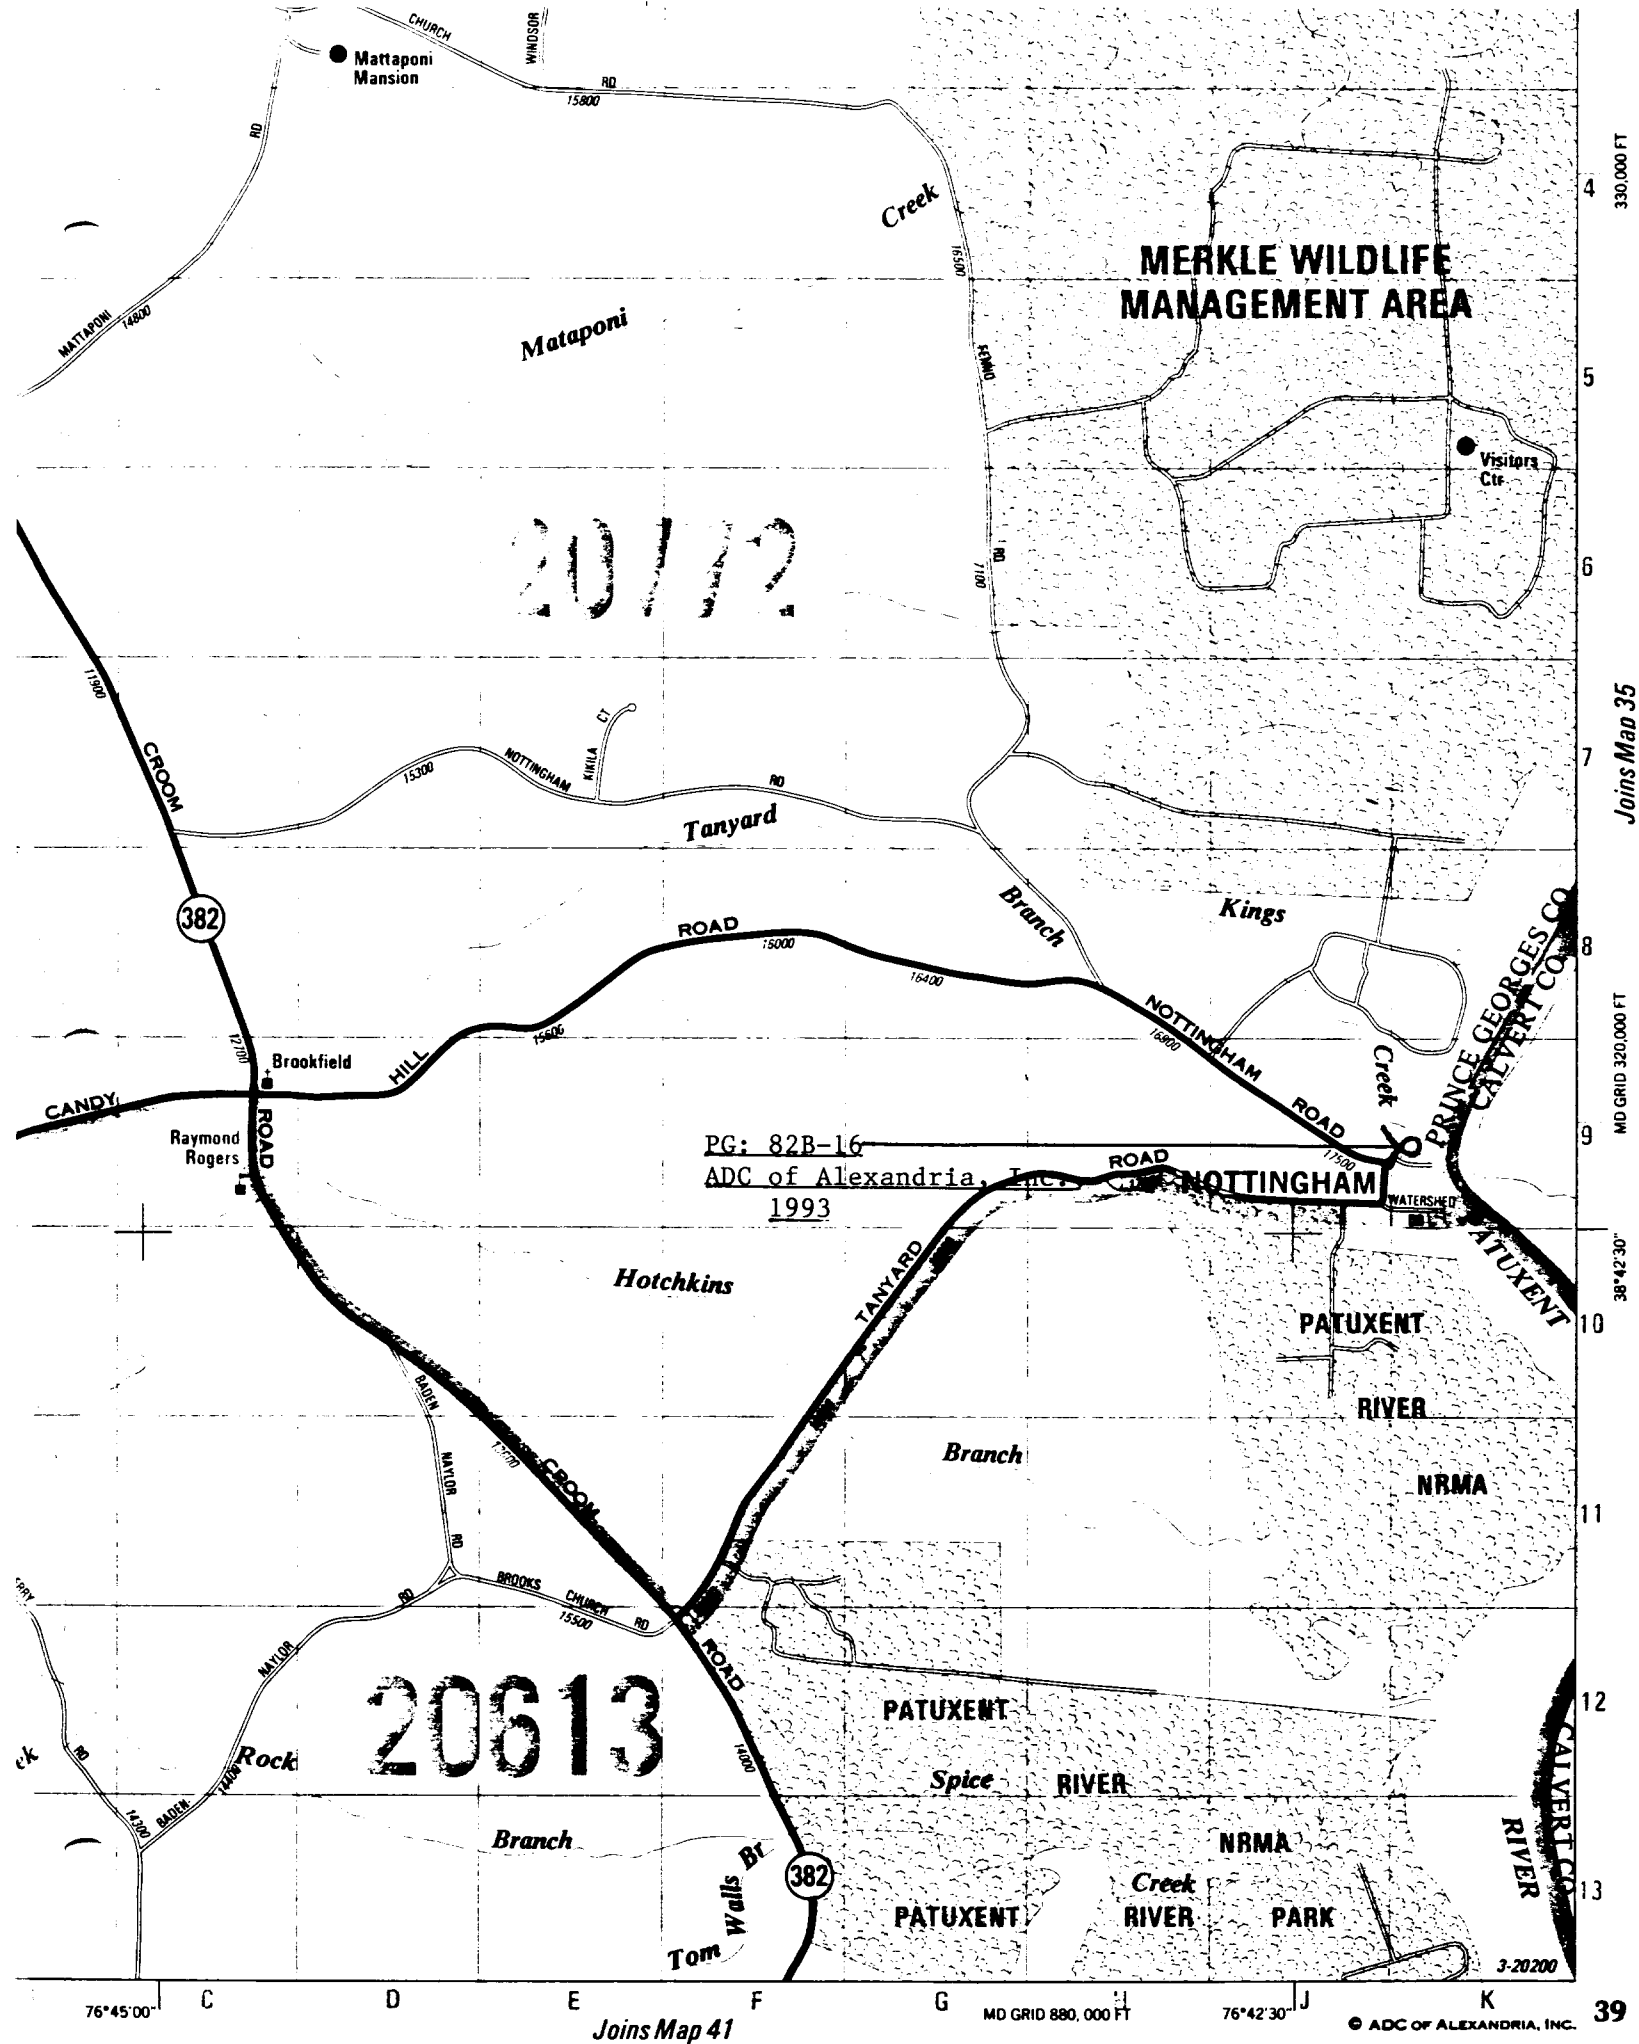 CHURCH
WINDSOR
Mattaponi
Mansion
RD
15800
RD
330,000 FT
4
Creek
16500
MERKLE WILDLIFE
MANAGEMENT AREA
MATTAPONI
14800
Mataponi
FENNO
5
Visitors
Ctr
20772
RD
7100
6
11900
Joins Map 35
CT
KIKILA
CROOM
15300
NOTTINGHAM
RD
7
Tanyard
382
Branch
Kings
ROAD
16000
16400
8
PRINCE GEORGES CO
CALVERT CO
NOTTINGHAM
16900
12700
15600
HILL
Brookfield
Creek
MD GRID 320,000 FT
CANDY
ROAD
Raymond
Rogers
ROAD
9
17500
PG: 82B-16
ADC of Alexandria, Inc.
1993
ROAD
NOTTINGHAM
WATERSHED
38°42'30"
Hotchkins
TANYARD
PATUXENT
PATUXENT
10
BADEN
RIVER
Branch
NAYLOR
CROOM
NRMA
11
RD
BROOKS
CHURCH
RD
15500
RD
NAYLOR
ROAD
20613
PATUXENT
12
RD
Rock
14400
14000
Spice
RIVER
CALVERT CO
14300
BADEN
Branch
NRMA
RIVER
Tom Walls Br
382
Creek
13
PATUXENT
RIVER
PARK
3-20200
76°45'00"
C
D
E
F
G
MD GRID 880, 000 FT
H
76°42'30"
J
K
39
Joins Map 41
© ADC OF ALEXANDRIA, INC.